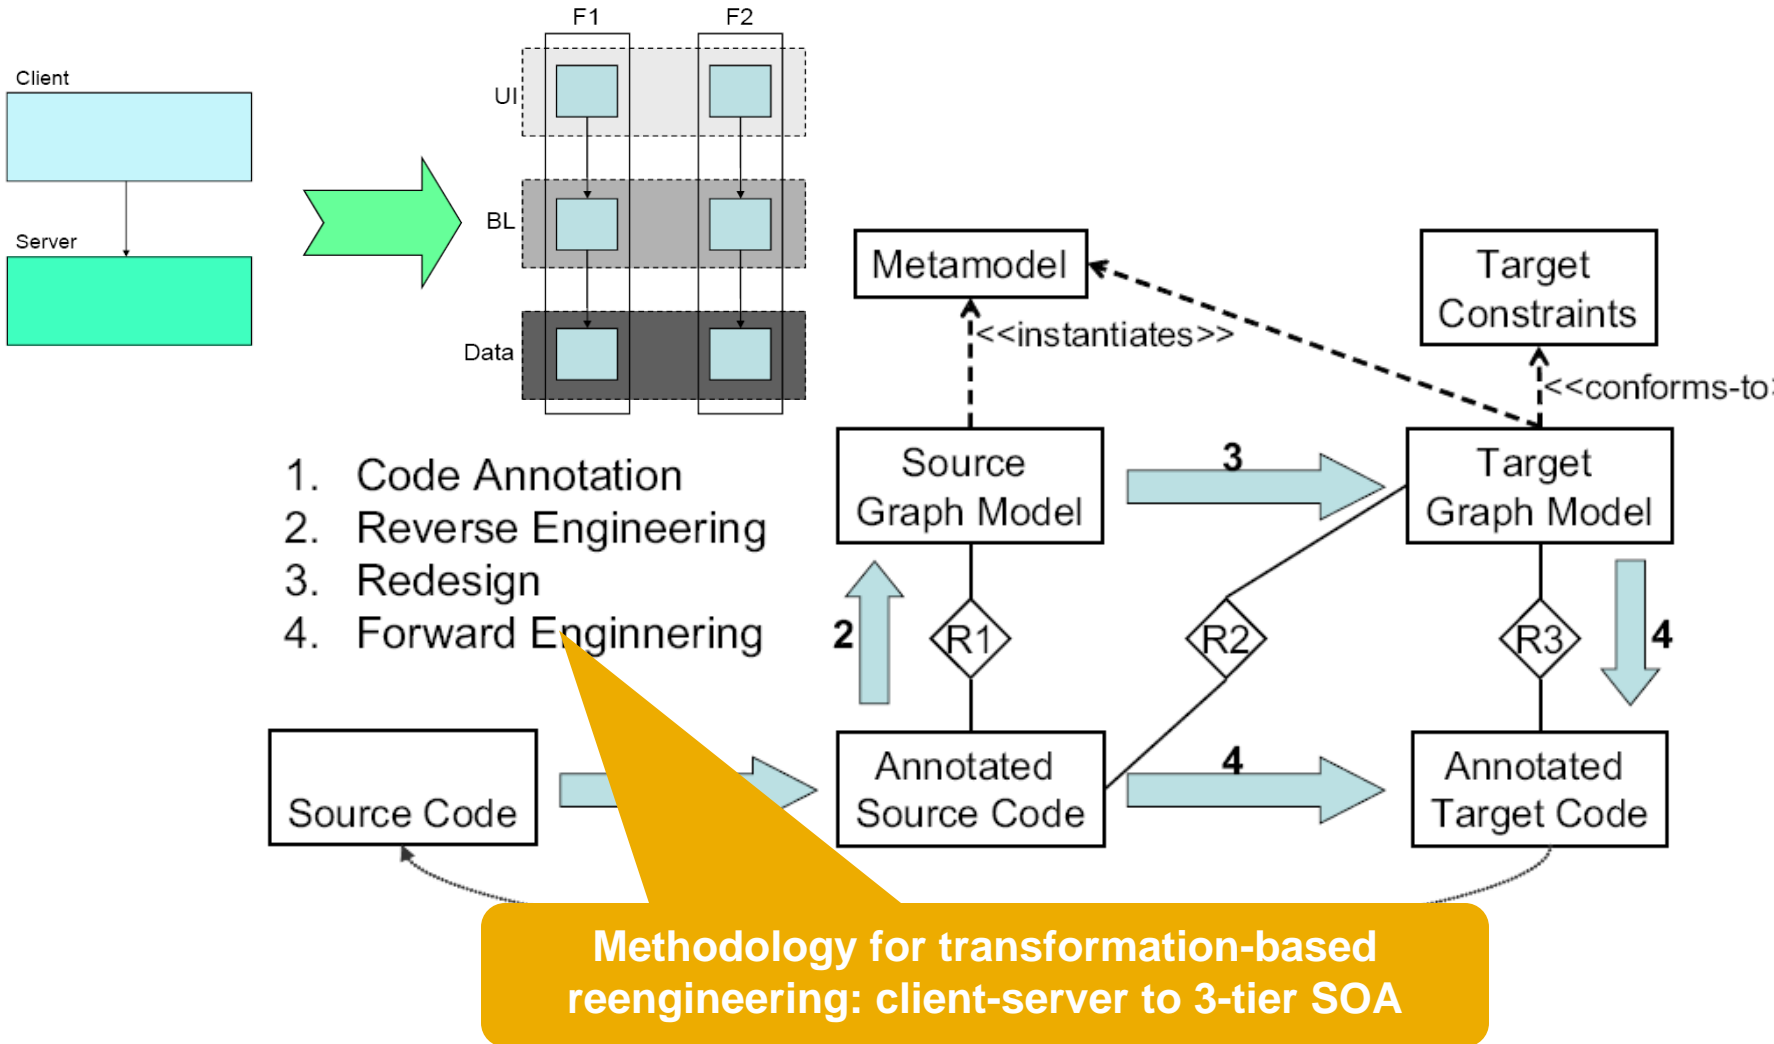 F1
F2
Client
UI
Server
BL
Data
Metamodel
Target
Constraints
<<instantiates>>
<<conforms-to>
1. Code Annotation
2. Reverse Engineering
3. Redesign
4. Forward Enginnering
Source
Graph Model
3
Target
Graph Model
2
R1
R2
R3
4
Source Code
Annotated
Source Code
4
Annotated
Target Code
Methodology for transformation-based
reengineering: client-server to 3-tier SOA